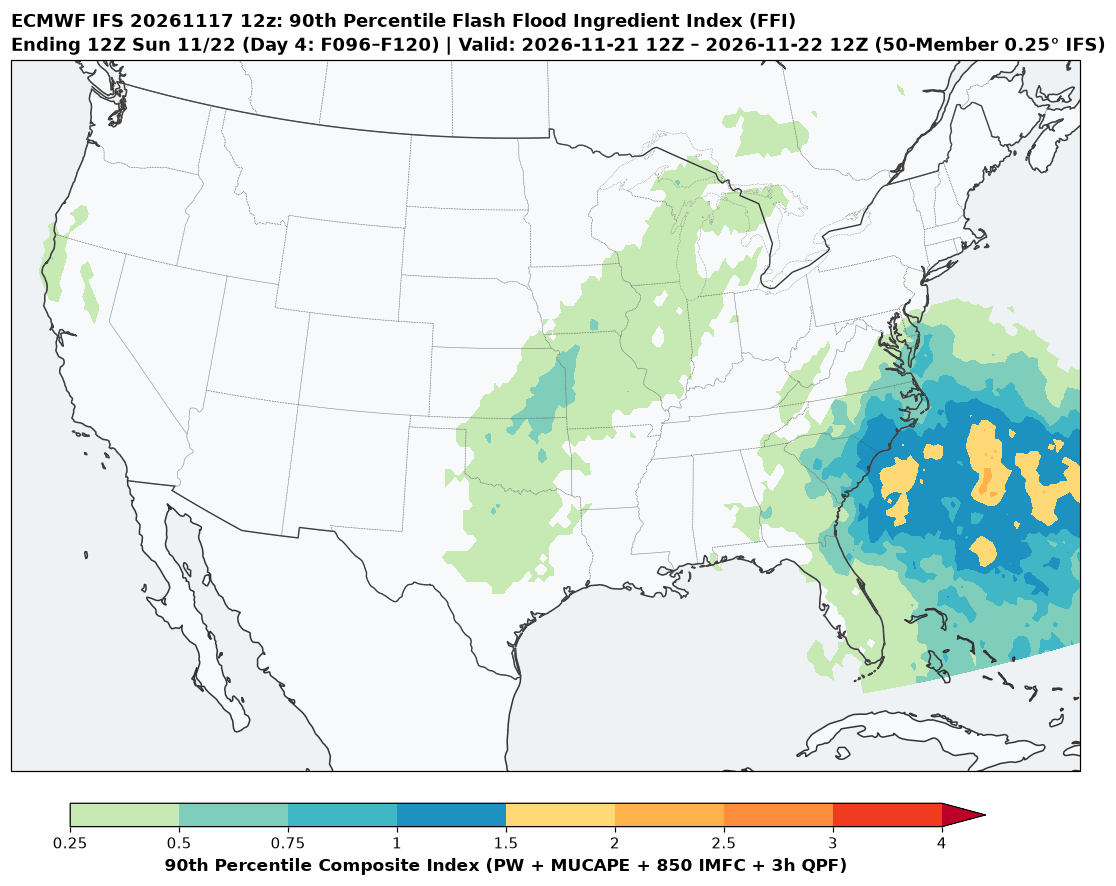 ECMWF IFS 20261117 12z: 90th Percentile Flash Flood Ingredient Index (FFI)
Ending 12Z Sun 11/22 (Day 4: F096–F120) | Valid: 2026-11-21 12Z – 2026-11-22 12Z (50-Member 0.25° IFS)
0.25 0.5 0.75 1 1.5 2 2.5 3 4
90th Percentile Composite Index (PW + MUCAPE + 850 IMFC + 3h QPF)